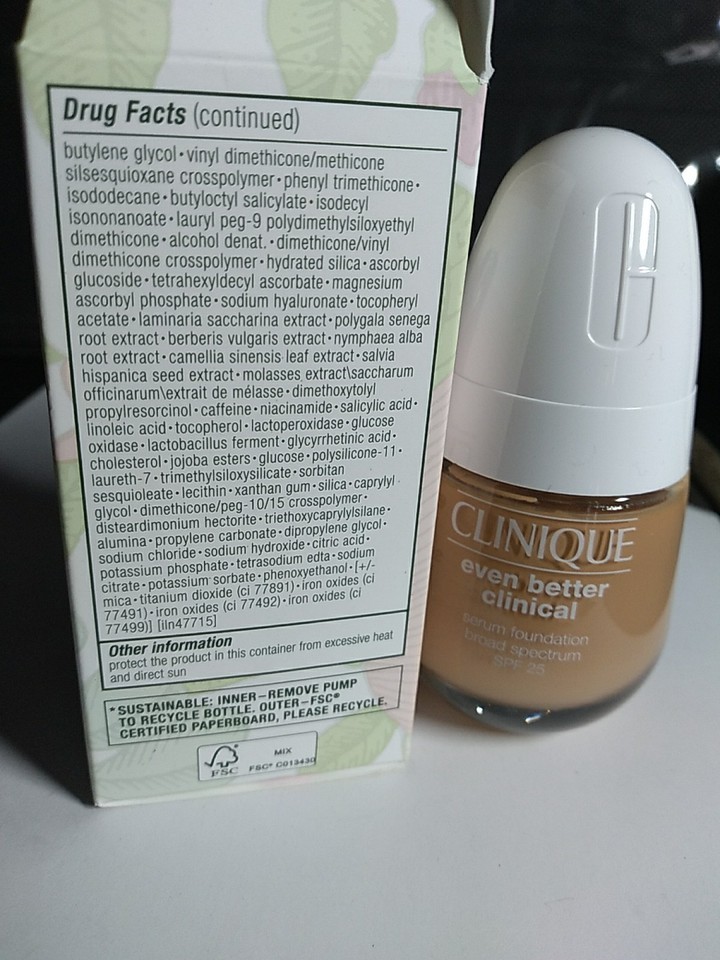 Drug Facts (continued)
butylene glycol•vinyl dimethicone/methicone
silsesquioxane crosspolymer•phenyl trimethicone•
isododecane•butyloctyl salicylate•isodecyl
isononanoate•lauryl peg-9 polydimethylsiloxyethyl
dimethicone•alcohol denat.•dimethicone/vinyl
dimethicone crosspolymer•hydrated silica•ascorbyl
glucoside•tetrahexyldecyl ascorbate•magnesium
ascorbyl phosphate•sodium hyaluronate•tocopheryl
acetate•laminaria saccharina extract•polygala senega
root extract•berberis vulgaris extract•nymphaea alba
root extract•camellia sinensis leaf extract•salvia
hispanica seed extract•molasses extract\saccharum
officinarum\extrait de mélasse•dimethoxytolyl
propylresorcinol•caffeine•niacinamide•salicylic acid•
linoleic acid•tocopherol•lactoperoxidase•glucose
oxidase•lactobacillus ferment•glycyrrhetinic acid•
cholesterol•jojoba esters•glucose•polysilicone-11•
laureth-7•trimethylsiloxysilicate•sorbitan
sesquioleate•lecithin•xanthan gum•silica•caprylyl
glycol•dimethicone/peg-10/15 crosspolymer•
disteardimonium hectorite•triethoxycaprylylsilane•
alumina•propylene carbonate•dipropylene glycol•
sodium chloride•sodium hydroxide•citric acid•
potassium phosphate•tetrasodium edta•sodium
citrate•potassium sorbate•phenoxyethanol•[+/-
mica•titanium dioxide (ci 77891)•iron oxides (ci
77491)•iron oxides (ci 77492)•iron oxides (ci
77499)] [iln47715]
Other information
protect the product in this container from excessive heat
and direct sun
*SUSTAINABLE: INNER–REMOVE PUMP
TO RECYCLE BOTTLE. OUTER–FSC®
CERTIFIED PAPERBOARD, PLEASE RECYCLE.
FSC
MIX
FSC® C013430
CLINIQUE
even better
clinical
serum foundation
broad spectrum
SPF 25